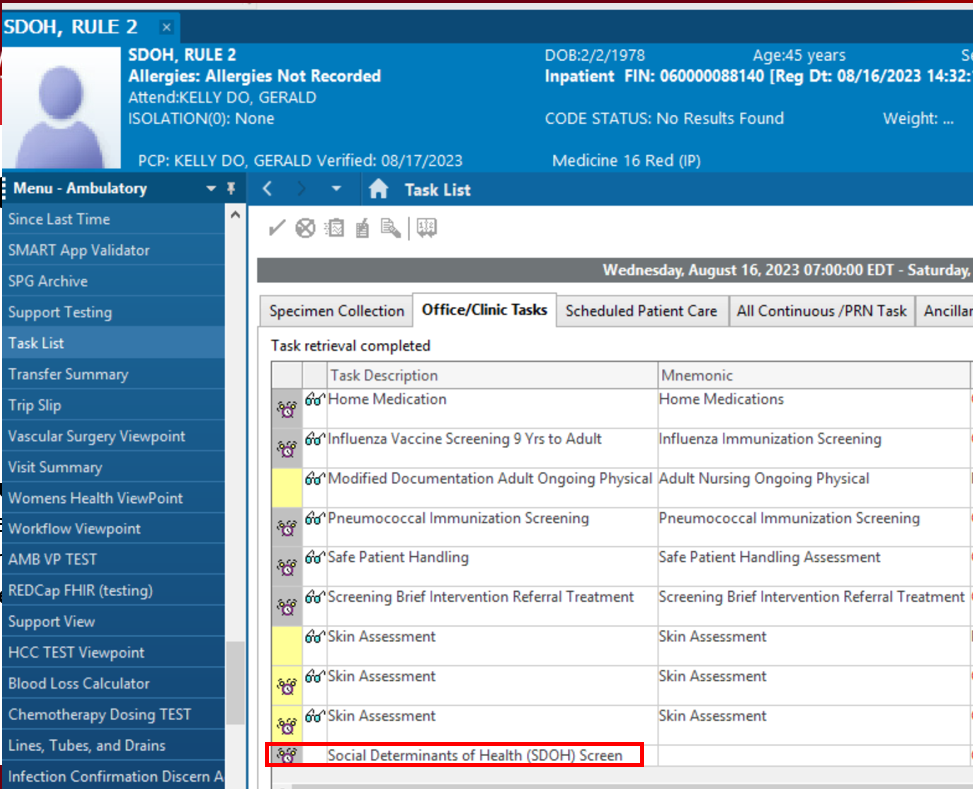 SDOH, RULE 2 ×
SDOH, RULE 2
DOB:2/2/1978 Age:45 years
Allergies: Allergies Not Recorded
Inpatient FIN: 060000088140 [Reg Dt: 08/16/2023 14:32:
Attend:KELLY DO, GERALD
ISOLATION(0): None
CODE STATUS: No Results Found Weight: ...
PCP: KELLY DO, GERALD Verified: 08/17/2023
Medicine 16 Red (IP)
Menu - Ambulatory
Task List
Since Last Time
SMART App Validator
SPG Archive
Support Testing
Task List
Transfer Summary
Trip Slip
Vascular Surgery Viewpoint
Visit Summary
Womens Health ViewPoint
Workflow Viewpoint
AMB VP TEST
REDCap FHIR (testing)
Support View
HCC TEST Viewpoint
Blood Loss Calculator
Chemotherapy Dosing TEST
Lines, Tubes, and Drains
Infection Confirmation Discern A
Wednesday, August 16, 2023 07:00:00 EDT - Saturday,
Specimen Collection Office/Clinic Tasks Scheduled Patient Care All Continuous /PRN Task Ancillar
Task retrieval completed
Task Description Mnemonic
Home Medication Home Medications
Influenza Vaccine Screening 9 Yrs to Adult Influenza Immunization Screening
Modified Documentation Adult Ongoing Physical Adult Nursing Ongoing Physical
Pneumococcal Immunization Screening Pneumococcal Immunization Screening
Safe Patient Handling Safe Patient Handling Assessment
Screening Brief Intervention Referral Treatment Screening Brief Intervention Referral Treatment
Skin Assessment Skin Assessment
Skin Assessment Skin Assessment
Skin Assessment Skin Assessment
Social Determinants of Health (SDOH) Screen